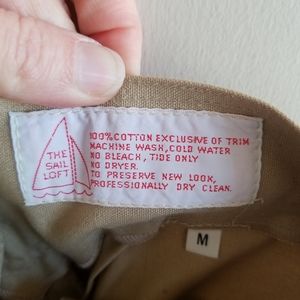 THE
SAIL
LOFT
100% COTTON EXCLUSIVE OF TRIM
MACHINE WASH, COLD WATER
NO BLEACH, TIDE ONLY
NO DRYER.
TO PRESERVE NEW LOOK,
PROFESSIONALLY DRY CLEAN.
M